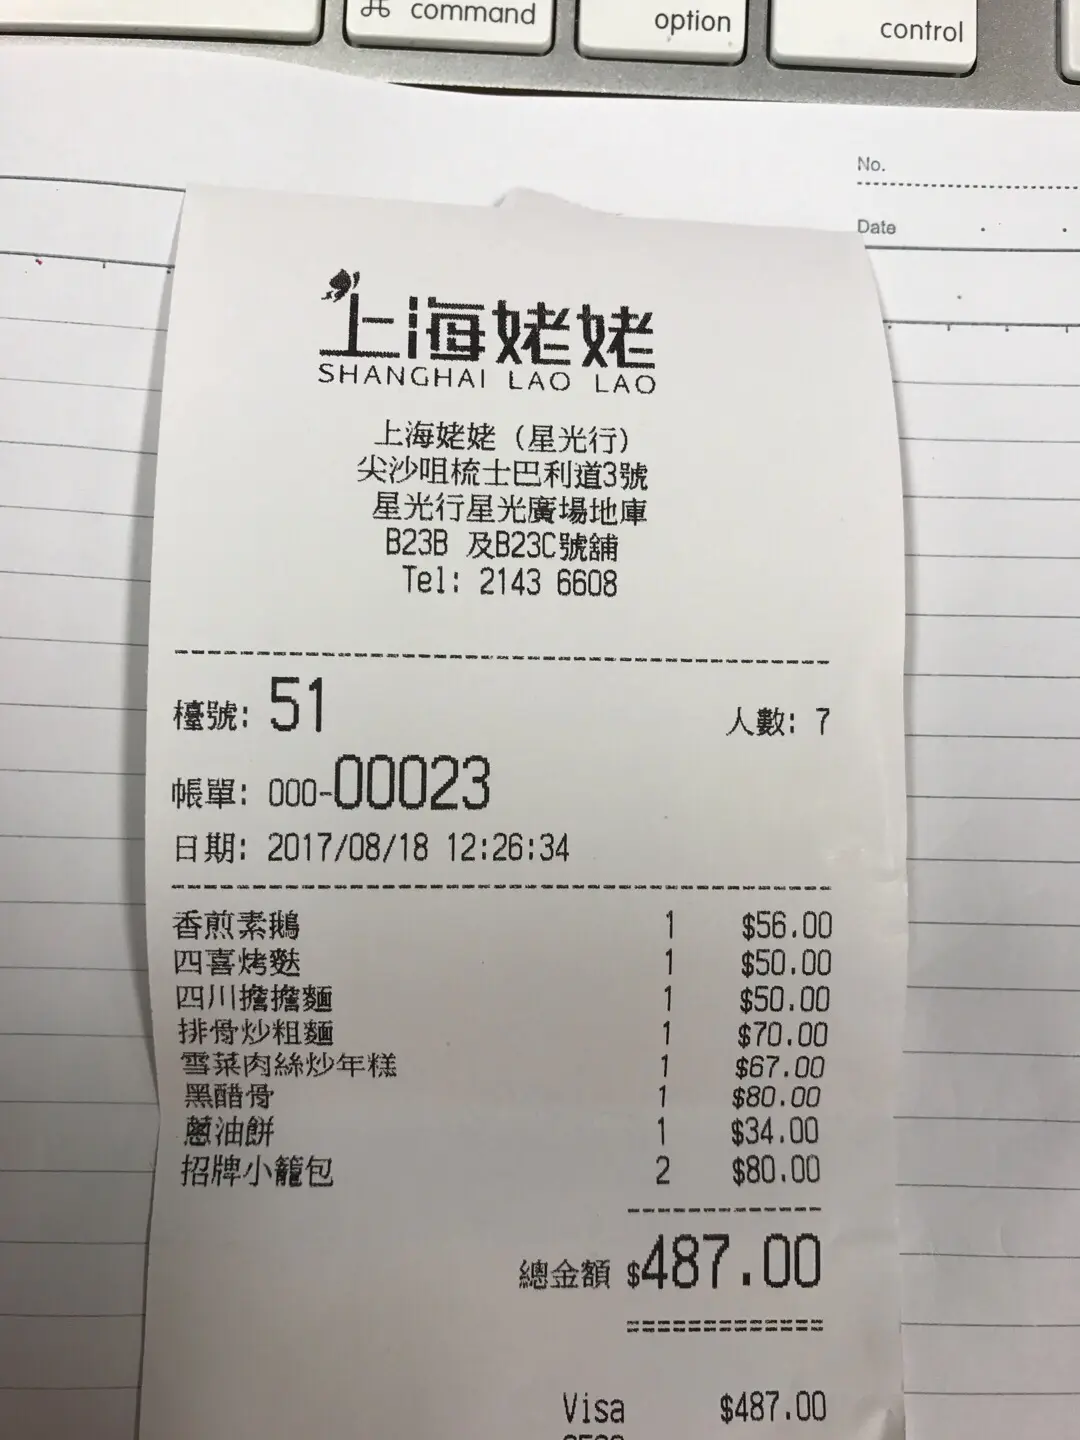 ⌘ command
option
control
No.
Date
上海姥姥
SHANGHAI LAO LAO
上海姥姥 (星光行)
尖沙咀梳士巴利道3號
星光行星光廣場地庫
B23B 及B23C號舖
Tel: 2143 6608
檯號: 51 人數: 7
帳單: 000-00023
日期: 2017/08/18 12:26:34
香煎素鵝 1 $56.00
四喜烤麩 1 $50.00
四川擔擔麵 1 $50.00
排骨炒粗麵 1 $70.00
雪菜肉絲炒年糕 1 $67.00
黑醋骨 1 $80.00
蔥油餅 1 $34.00
招牌小籠包 2 $80.00
總金額 $487.00
Visa $487.00